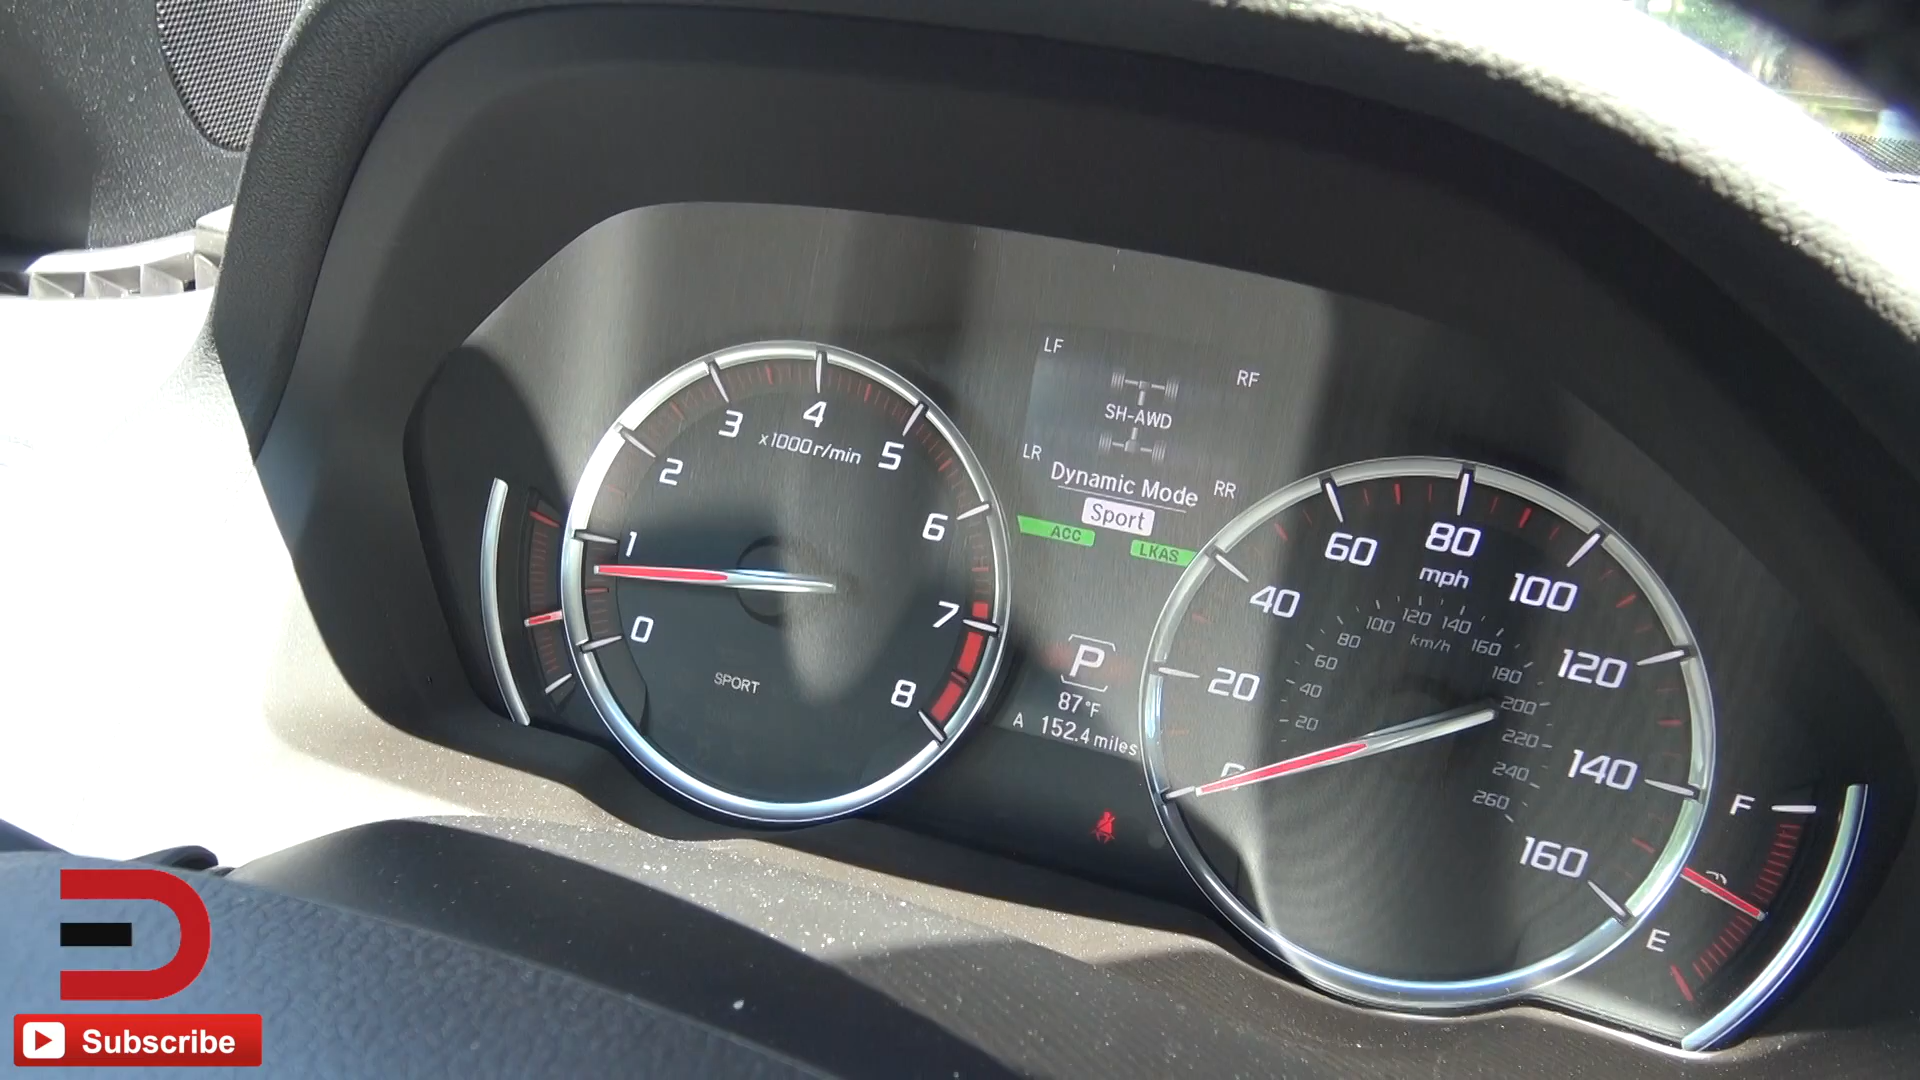 LF
RF
SH-AWD
LR
RR
Dynamic Mode
Sport
ACC
LKAS
0
1
2
3
4
5
6
7
8
x1000r/min
SPORT
P
87°F
A 152.4 miles
0
20
40
60
80
100
120
140
160
mph
20
40
60
80
100
120
140
160
180
200
220
240
260
km/h
F
E
Subscribe